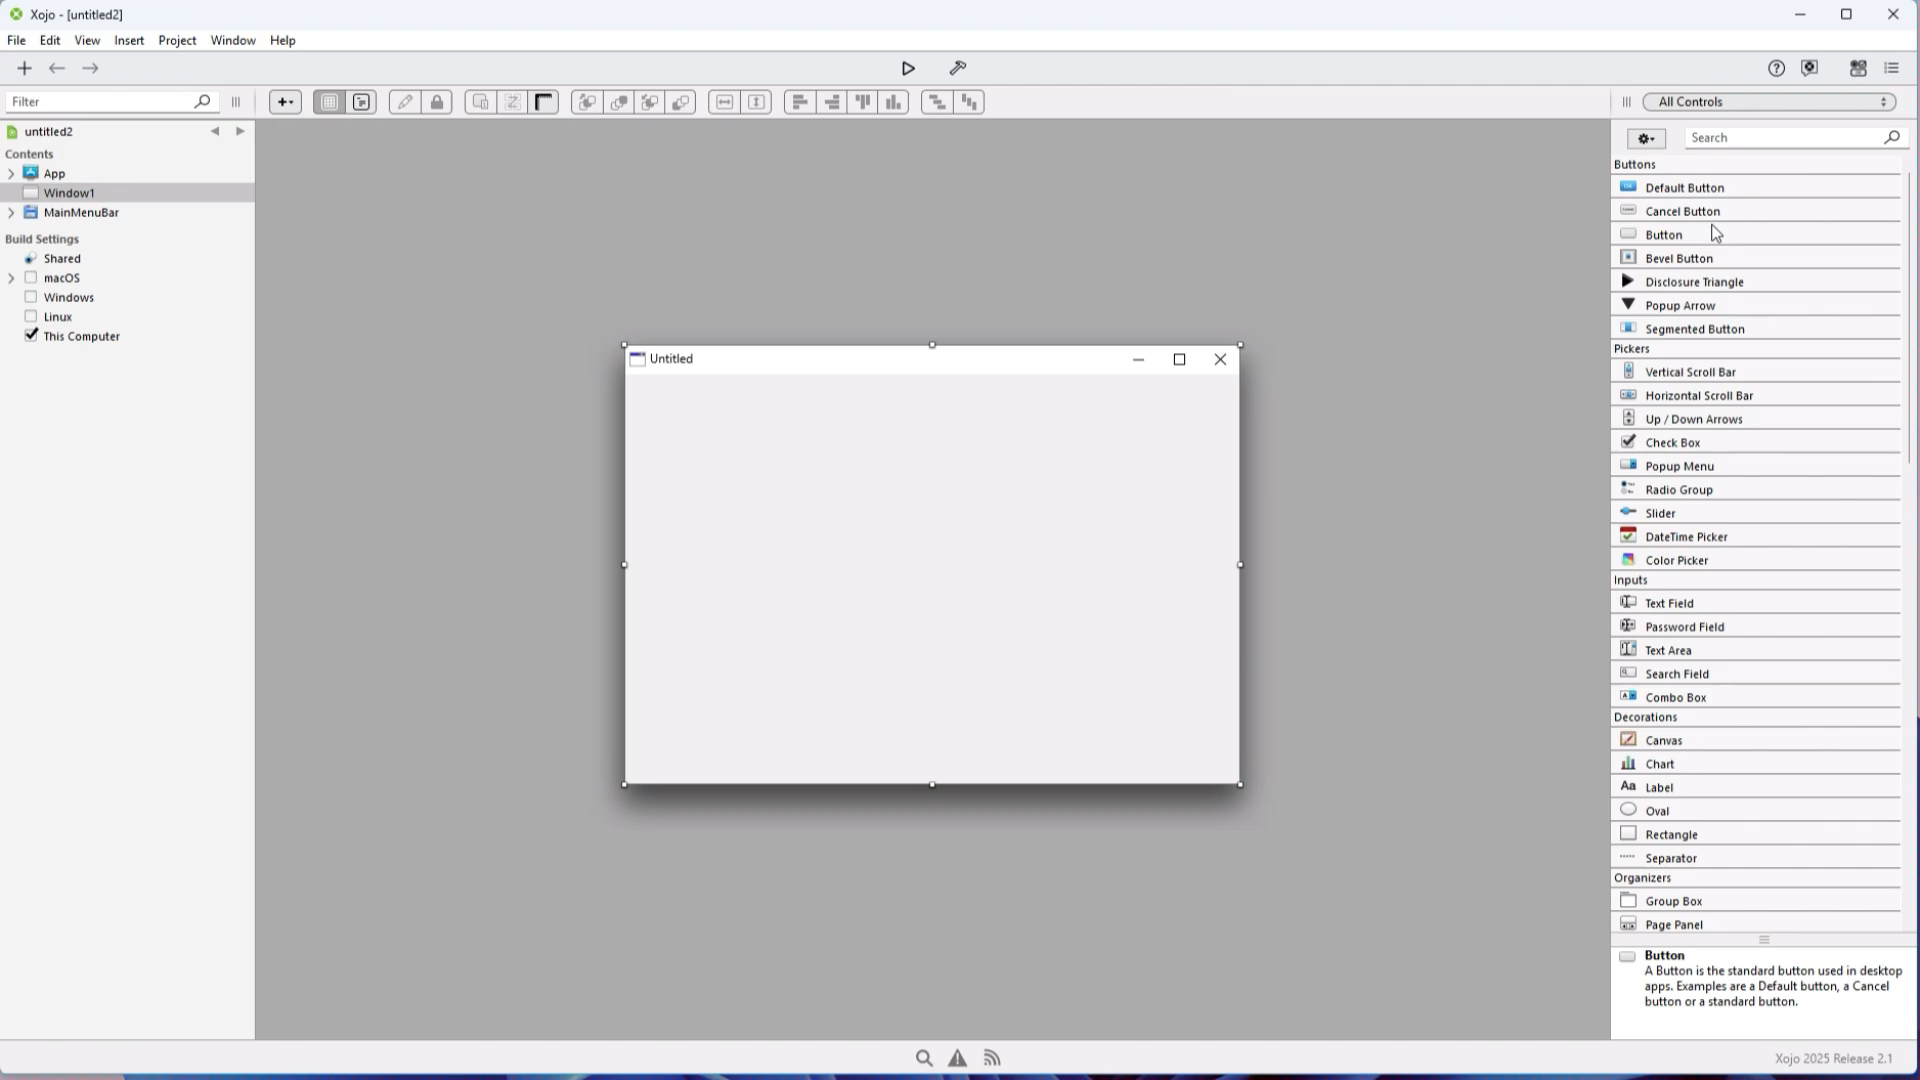 Xojo - [untitled2]
File Edit View Insert Project Window Help
Filter
All Controls
untitled2
Contents
App
Window1
MainMenuBar
Build Settings
Shared
macOS
Windows
Linux
This Computer
Untitled
Search
Buttons
Default Button
Cancel Button
Button
Bevel Button
Disclosure Triangle
Popup Arrow
Segmented Button
Pickers
Vertical Scroll Bar
Horizontal Scroll Bar
Up / Down Arrows
Check Box
Popup Menu
Radio Group
Slider
DateTime Picker
Color Picker
Inputs
Text Field
Password Field
Text Area
Search Field
Combo Box
Decorations
Canvas
Chart
Aa Label
Oval
Rectangle
Separator
Organizers
Group Box
Page Panel
Button
A Button is the standard button used in desktop
apps. Examples are a Default button, a Cancel
button or a standard button.
Xojo 2025 Release 2.1